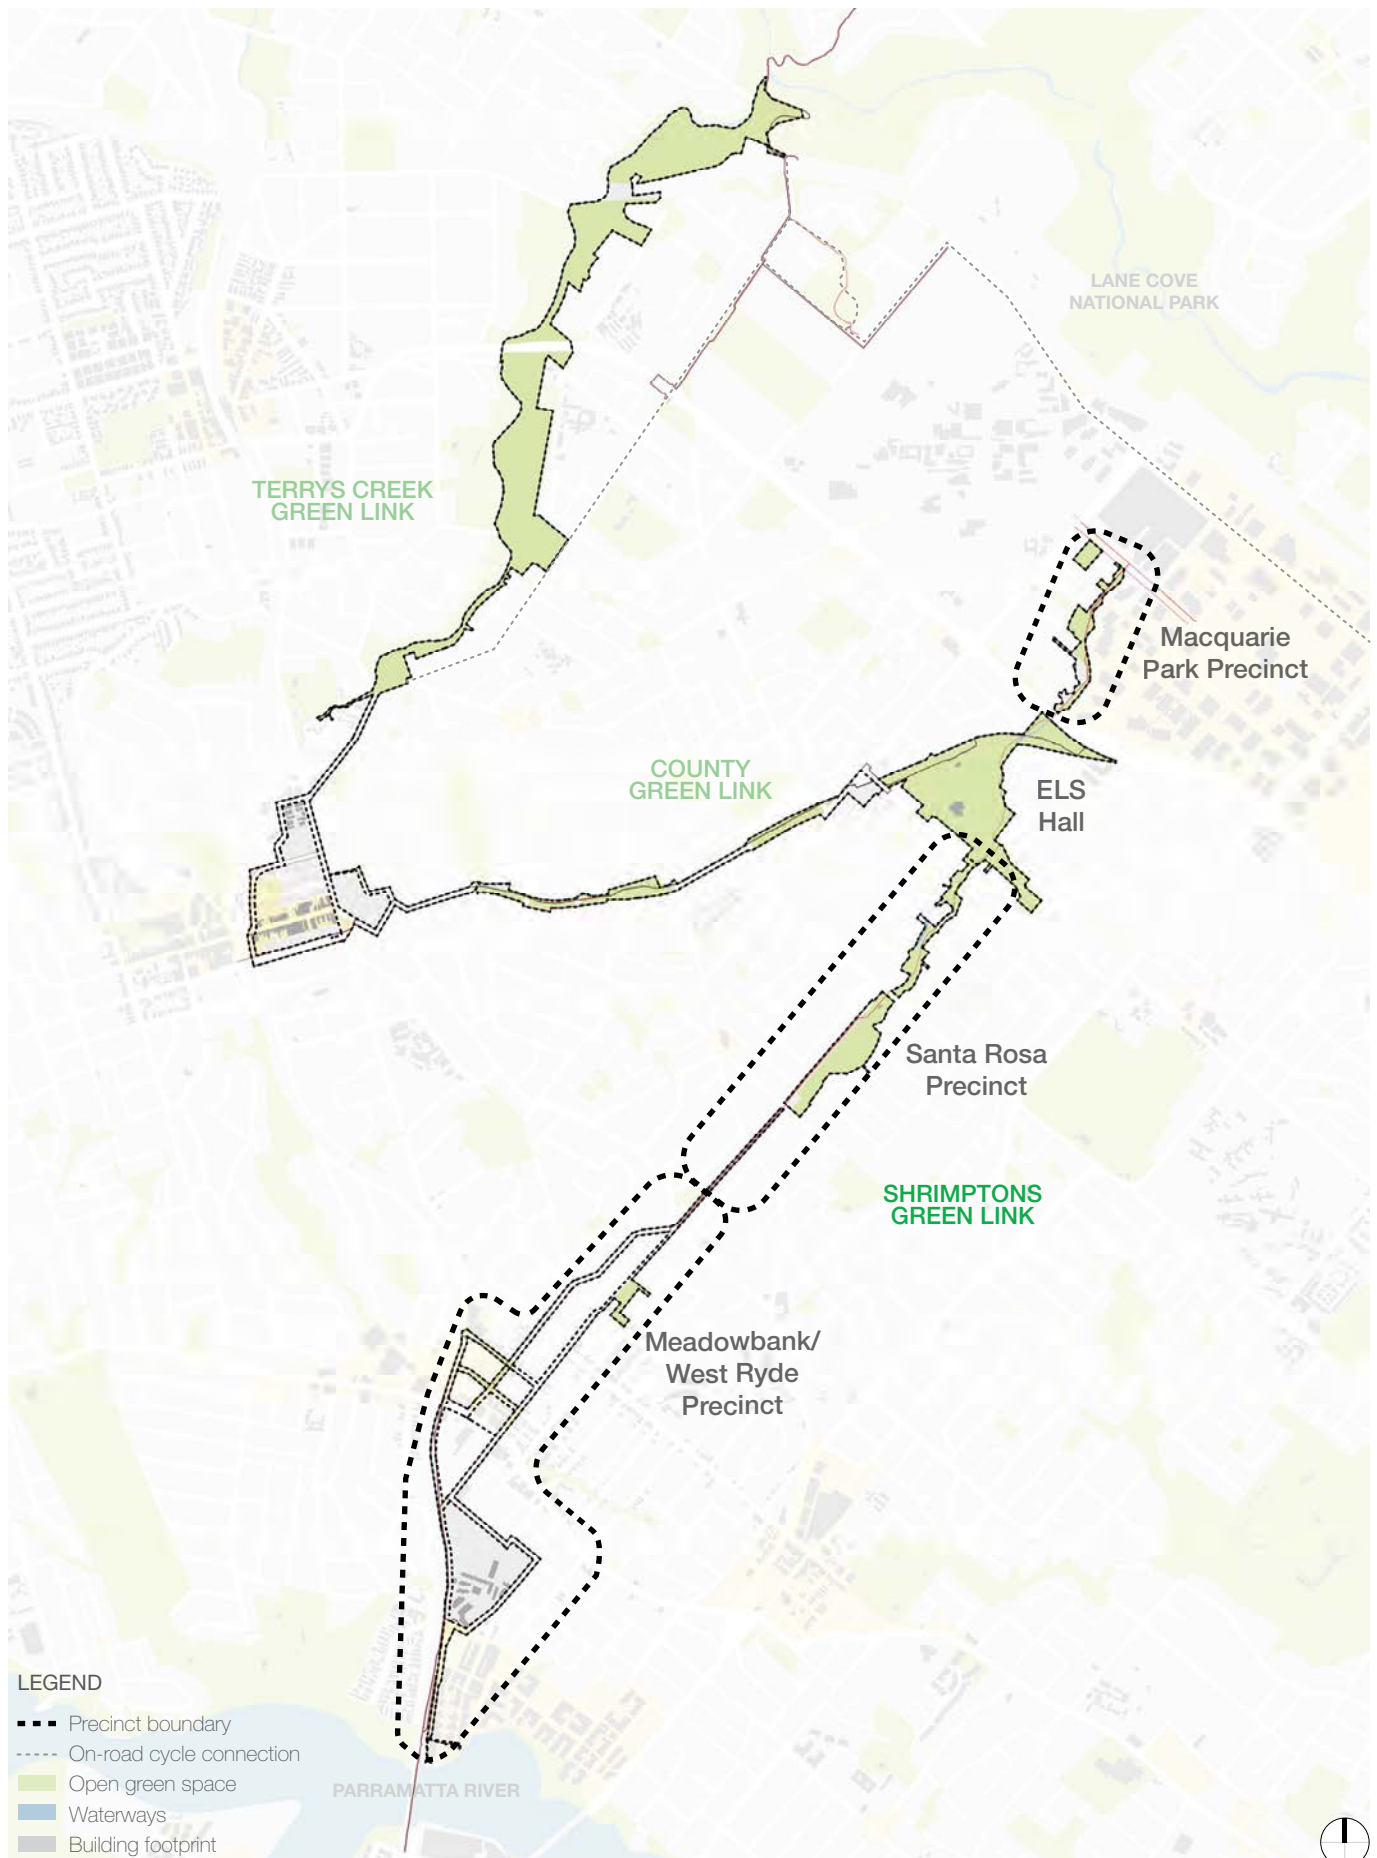 LANE COVE
NATIONAL PARK
TERRYS CREEK
GREEN LINK
Macquarie
Park Precinct
COUNTY
GREEN LINK
ELS
Hall
Santa Rosa
Precinct
SHRIMPTONS
GREEN LINK
Meadowbank/
West Ryde
Precinct
PARRAMATTA RIVER
LEGEND
Precinct boundary
On-road cycle connection
Open green space
Waterways
Building footprint